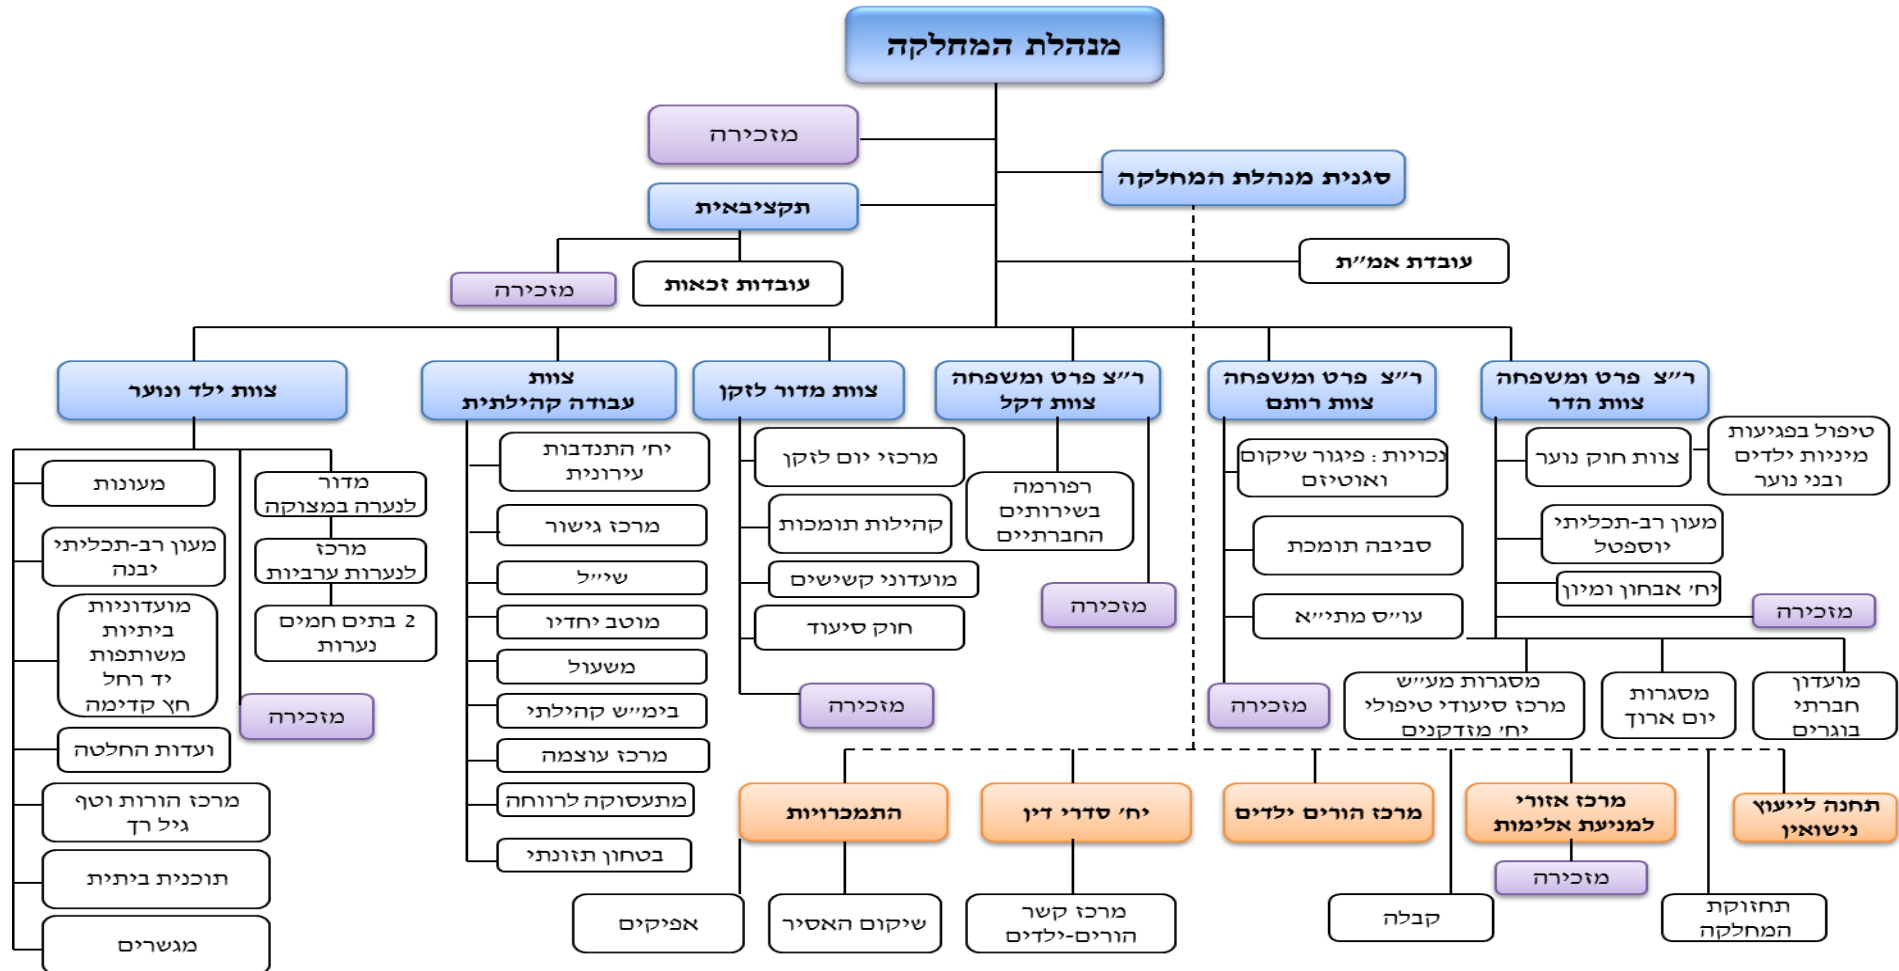 מנהלת המחלקה
מזכירה
סגנית מנהלת המחלקה
תקציבאית
עובדת אמ״ת
עובדות זכאות
מזכירה
ר״צ פרט ומשפחה
צוות הדר
ר״צ פרט ומשפחה
צוות רותם
ר״צ פרט ומשפחה
צוות דקל
צוות מדור לזקן
צוות
עבודה קהילתית
צוות ילד ונוער
טיפול בפגיעות
מיניות ילדים
ובני נוער
צוות חוק נוער
מעון רב-תכליתי
יוספטל
יח׳ אבחון ומיון
מזכירה
מועדון
חברתי
בוגרים
מסגרות
יום ארוך
מסגרות מע״ש
מרכז סיעודי טיפולי
יח׳ מזדקנים
נכויות : פיגור שיקום
ואוטיזם
סביבה תומכת
עו״ס מתי״א
מזכירה
רפורמה
בשירותים
החברתיים
מזכירה
מרכזי יום לזקן
קהילות תומכות
מועדוני קשישים
חוק סיעוד
מזכירה
יח׳ התנדבות
עירונית
מרכז גישור
שי״ל
מוטב יחדיו
משעול
בימ״ש קהילתי
מרכז עוצמה
מתעסוקה לרווחה
בטחון תזונתי
מדור
לנערה במצוקה
מרכז
לנערות ערביות
2 בתים חמים
נערות
מזכירה
מעונות
מעון רב-תכליתי
יבנה
מועדוניות
ביתיות
משותפות
יד רחל
חץ קדימה
ועדות החלטה
מרכז הורות וטף
גיל רך
תוכנית ביתית
מגשרים
תחנה לייעוץ
נישואין
מרכז אזורי
למניעת אלימות
מרכז הורים ילדים
יח׳ סדרי דין
התמכרויות
מזכירה
תחזוקת
המחלקה
קבלה
מרכז קשר
הורים-ילדים
שיקום האסיר
אפיקים